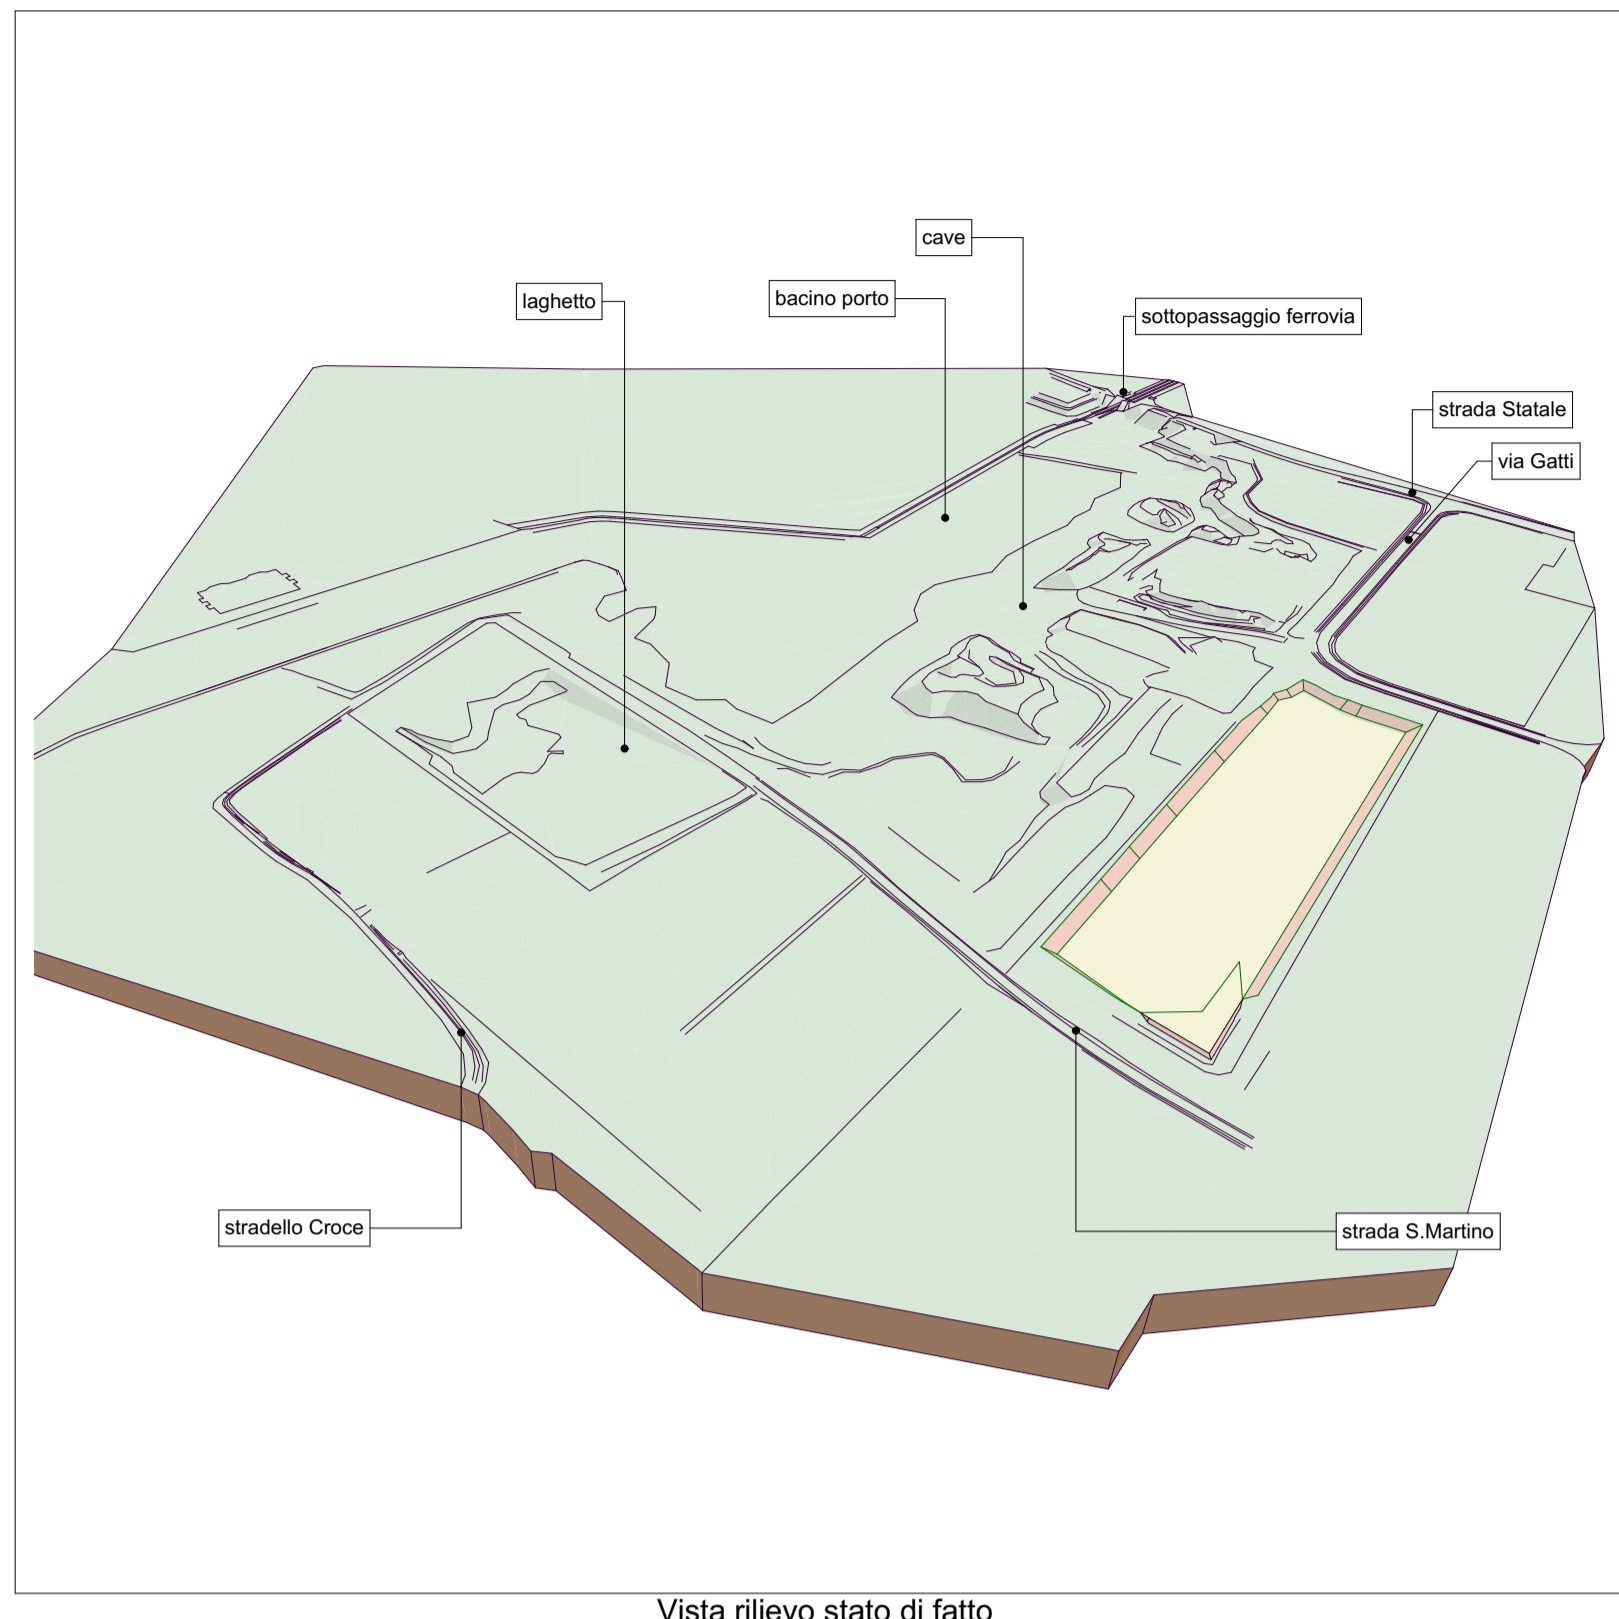 cave
bacino porto
laghetto
sottopassaggio ferrovia
strada Statale
via Gatti
stradello Croce
strada S.Martino
Vista rilievo stato di fatto